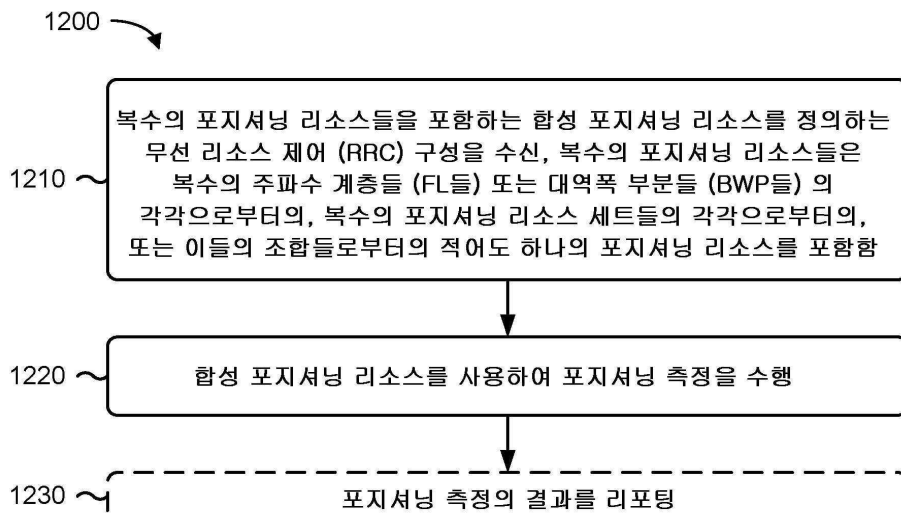 1200
1210
복수의 포지셔닝 리소스들을 포함하는 합성 포지셔닝 리소스를 정의하는
무선 리소스 제어 (RRC) 구성을 수신, 복수의 포지셔닝 리소스들은
복수의 주파수 계층들 (FL들) 또는 대역폭 부분들 (BWP들) 의
각각으로부터의, 복수의 포지셔닝 리소스 세트들의 각각으로부터의,
또는 이들의 조합들로부터의 적어도 하나의 포지셔닝 리소스를 포함함
1220
합성 포지셔닝 리소스를 사용하여 포지셔닝 측정을 수행
1230
포지셔닝 측정의 결과를 리포팅